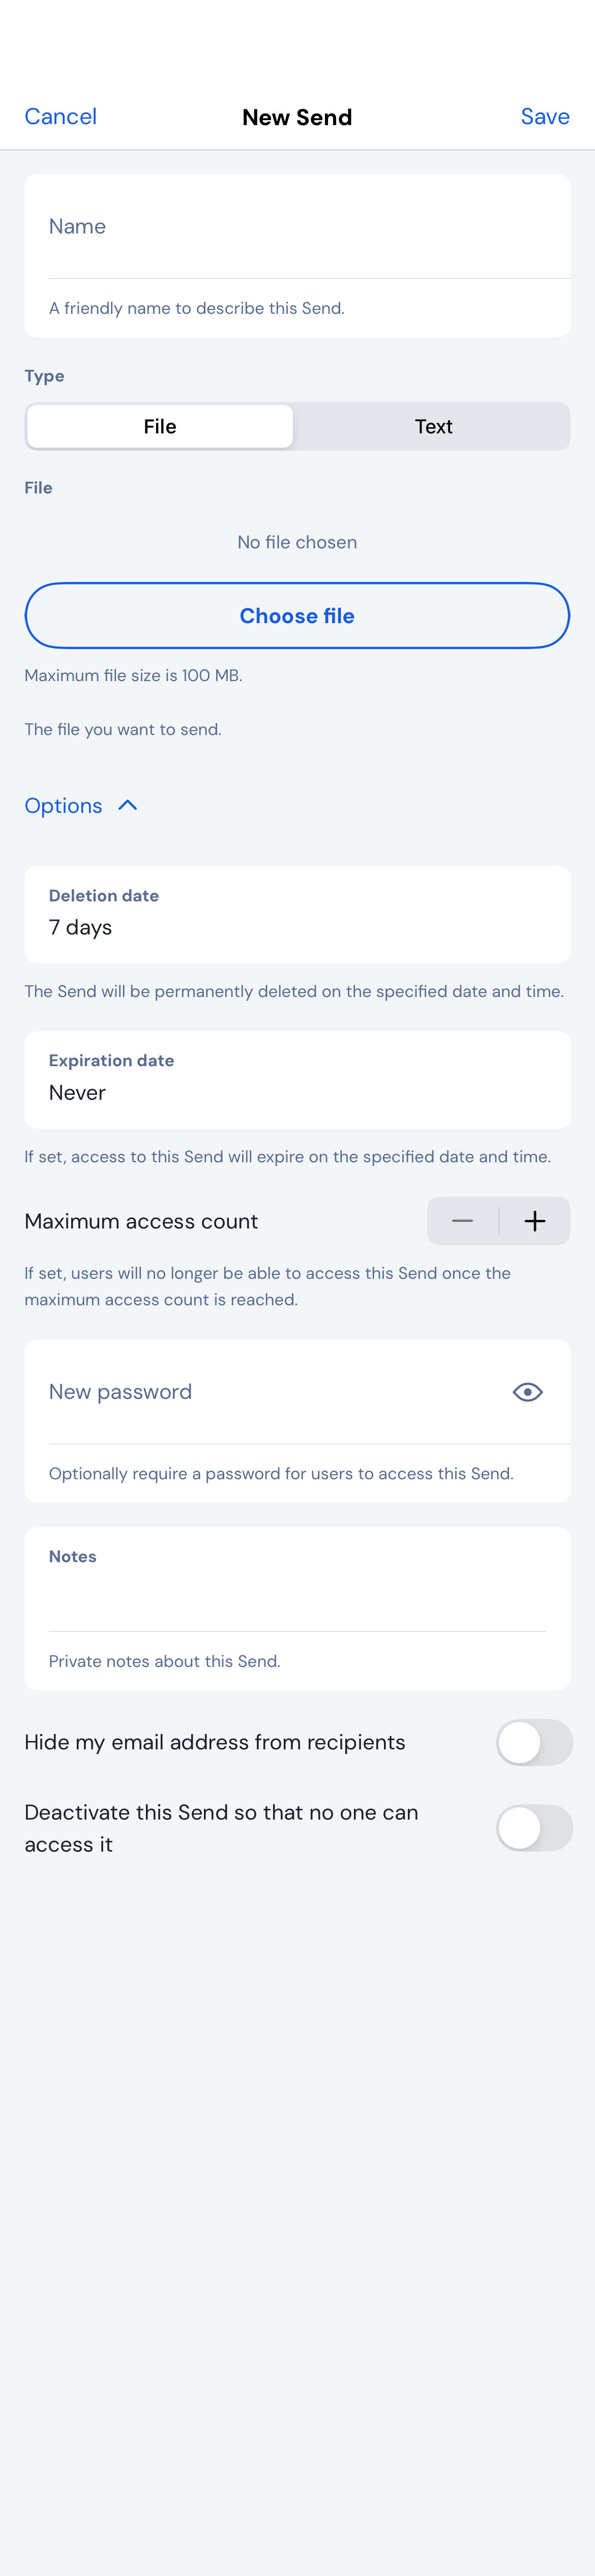 Cancel
New Send
Save
Name
A friendly name to describe this Send.
Type
File
Text
File
No file chosen
Choose file
Maximum file size is 100 MB.
The file you want to send.
Options
Deletion date
7 days
The Send will be permanently deleted on the specified date and time.
Expiration date
Never
If set, access to this Send will expire on the specified date and time.
Maximum access count
If set, users will no longer be able to access this Send once the
maximum access count is reached.
New password
Optionally require a password for users to access this Send.
Notes
Private notes about this Send.
Hide my email address from recipients
Deactivate this Send so that no one can
access it